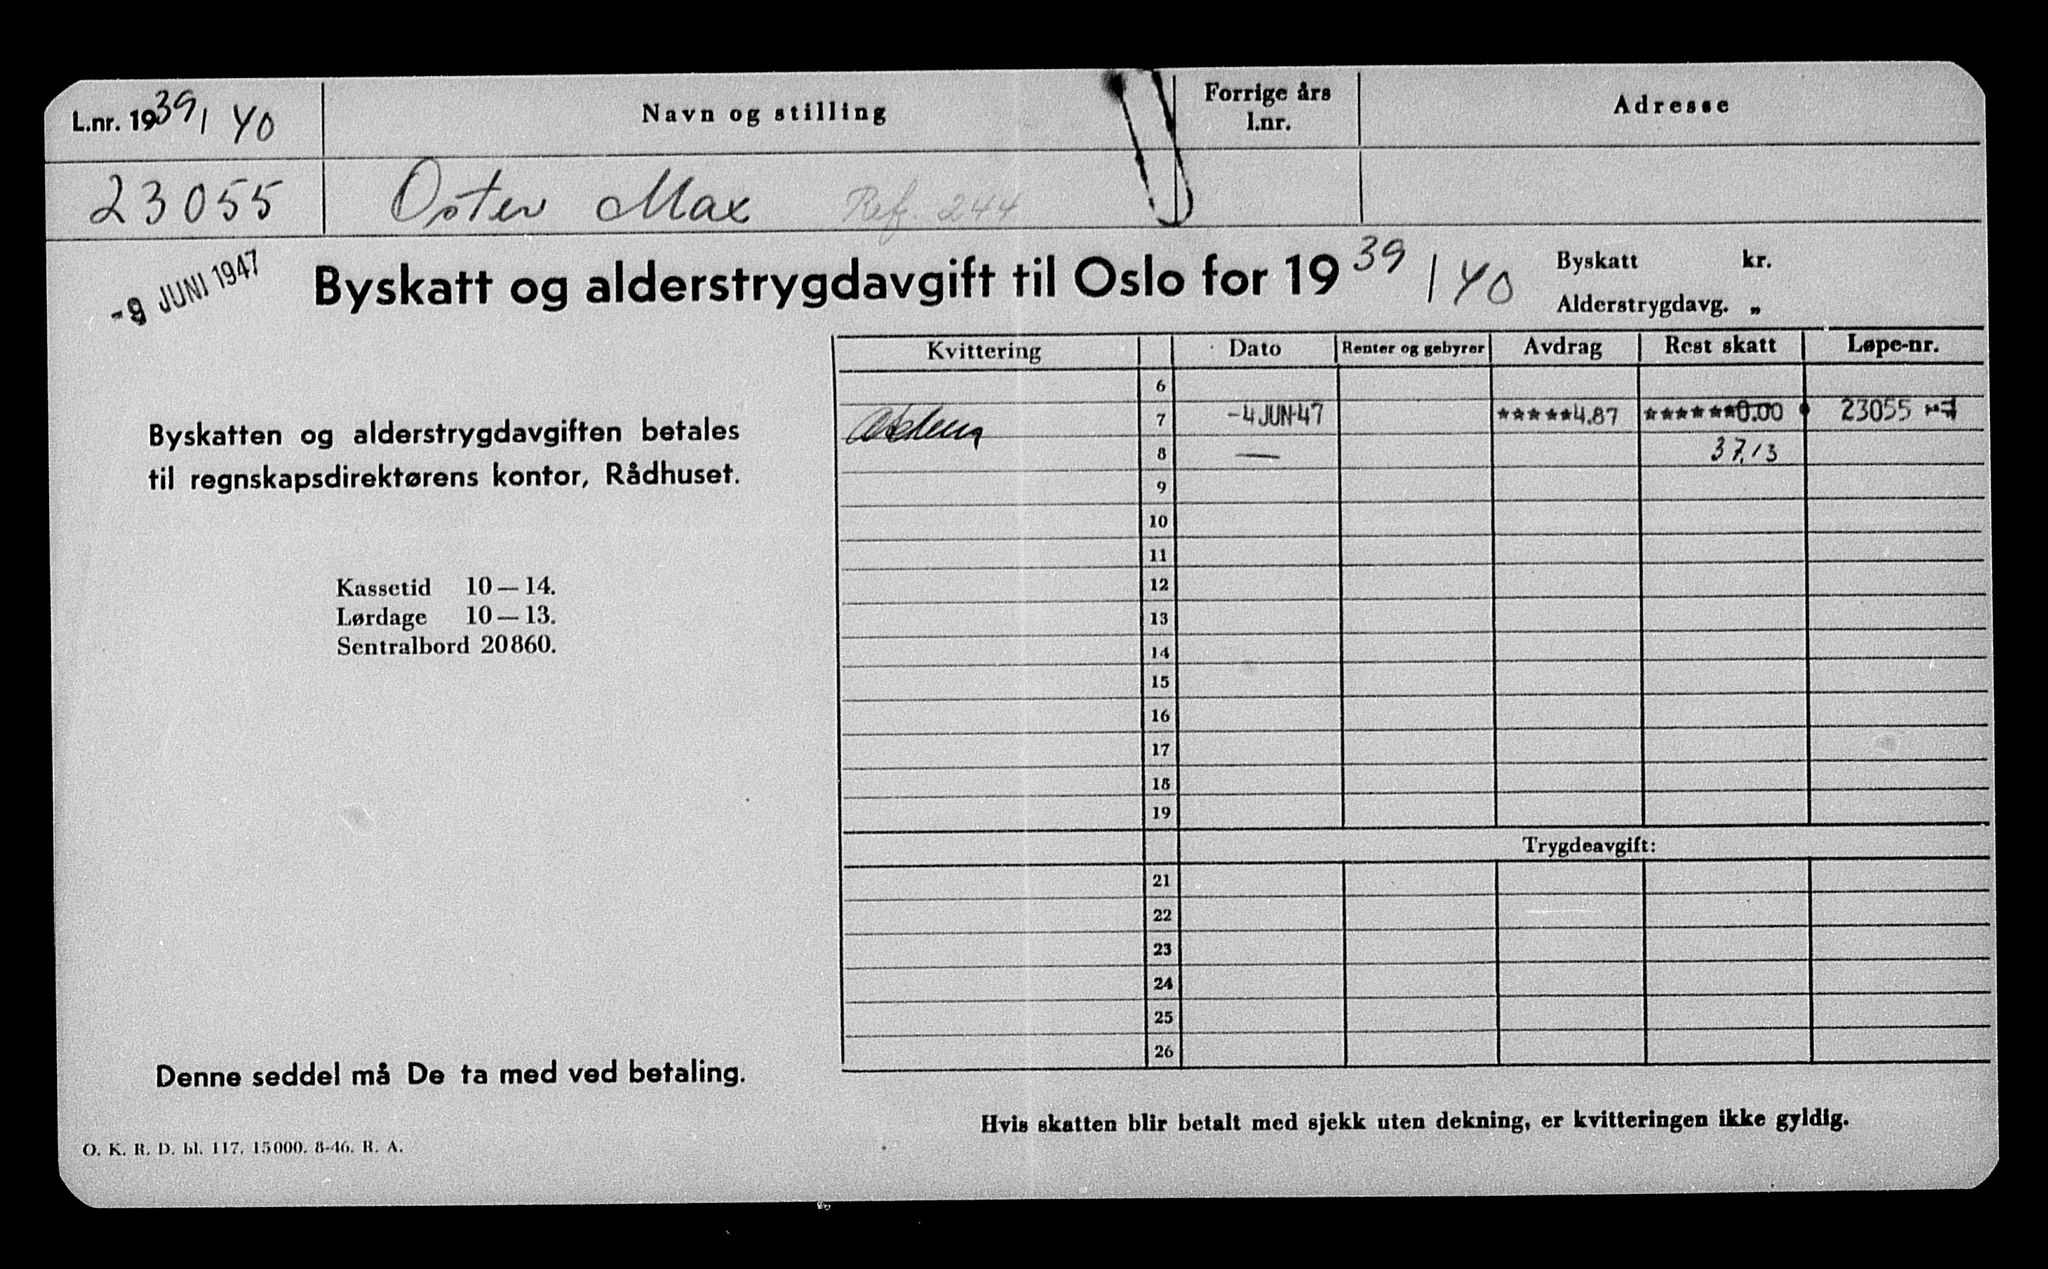 L.nr. 1939/40 Navn og stilling Forrige års l.nr. Adresse
23055 Oster Max Ref. 244
-9 JUNI 1947
Byskatt og alderstrygdavgift til Oslo for 1939/40
Byskatt kr.
Alderstrygdavg. „
Kvittering Dato Renter og gebyrer Avdrag Rest skatt Løpe-nr.
6
7 -4 JUN 47 *****4.87 ******0.00 23055
8 — 37,13
9
10
11
12
13
14
15
16
17
18
19
Trygdeavgift:
21
22
23
24
25
26
Byskatten og alderstrygdavgiften betales
til regnskapsdirektørens kontor, Rådhuset.
Kassetid 10—14.
Lørdage 10—13.
Sentralbord 20860.
Denne seddel må De ta med ved betaling.
Hvis skatten blir betalt med sjekk uten dekning, er kvitteringen ikke gyldig.
O. K. R. D. bl. 117. 15000. 8-46. R. A.